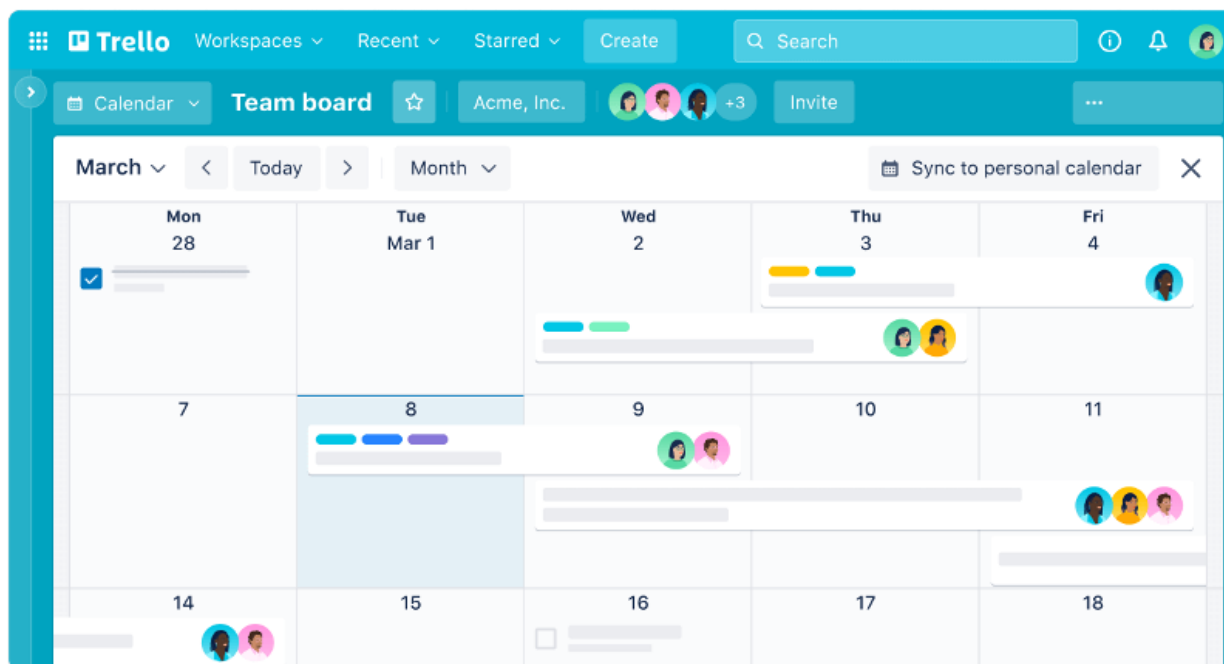 Trello Workspaces Recent Starred Create Search
Calendar Team board Acme, Inc. +3 Invite
March Today Month Sync to personal calendar
Mon Tue Wed Thu Fri
28 Mar 1 2 3 4
7 8 9 10 11
14 15 16 17 18